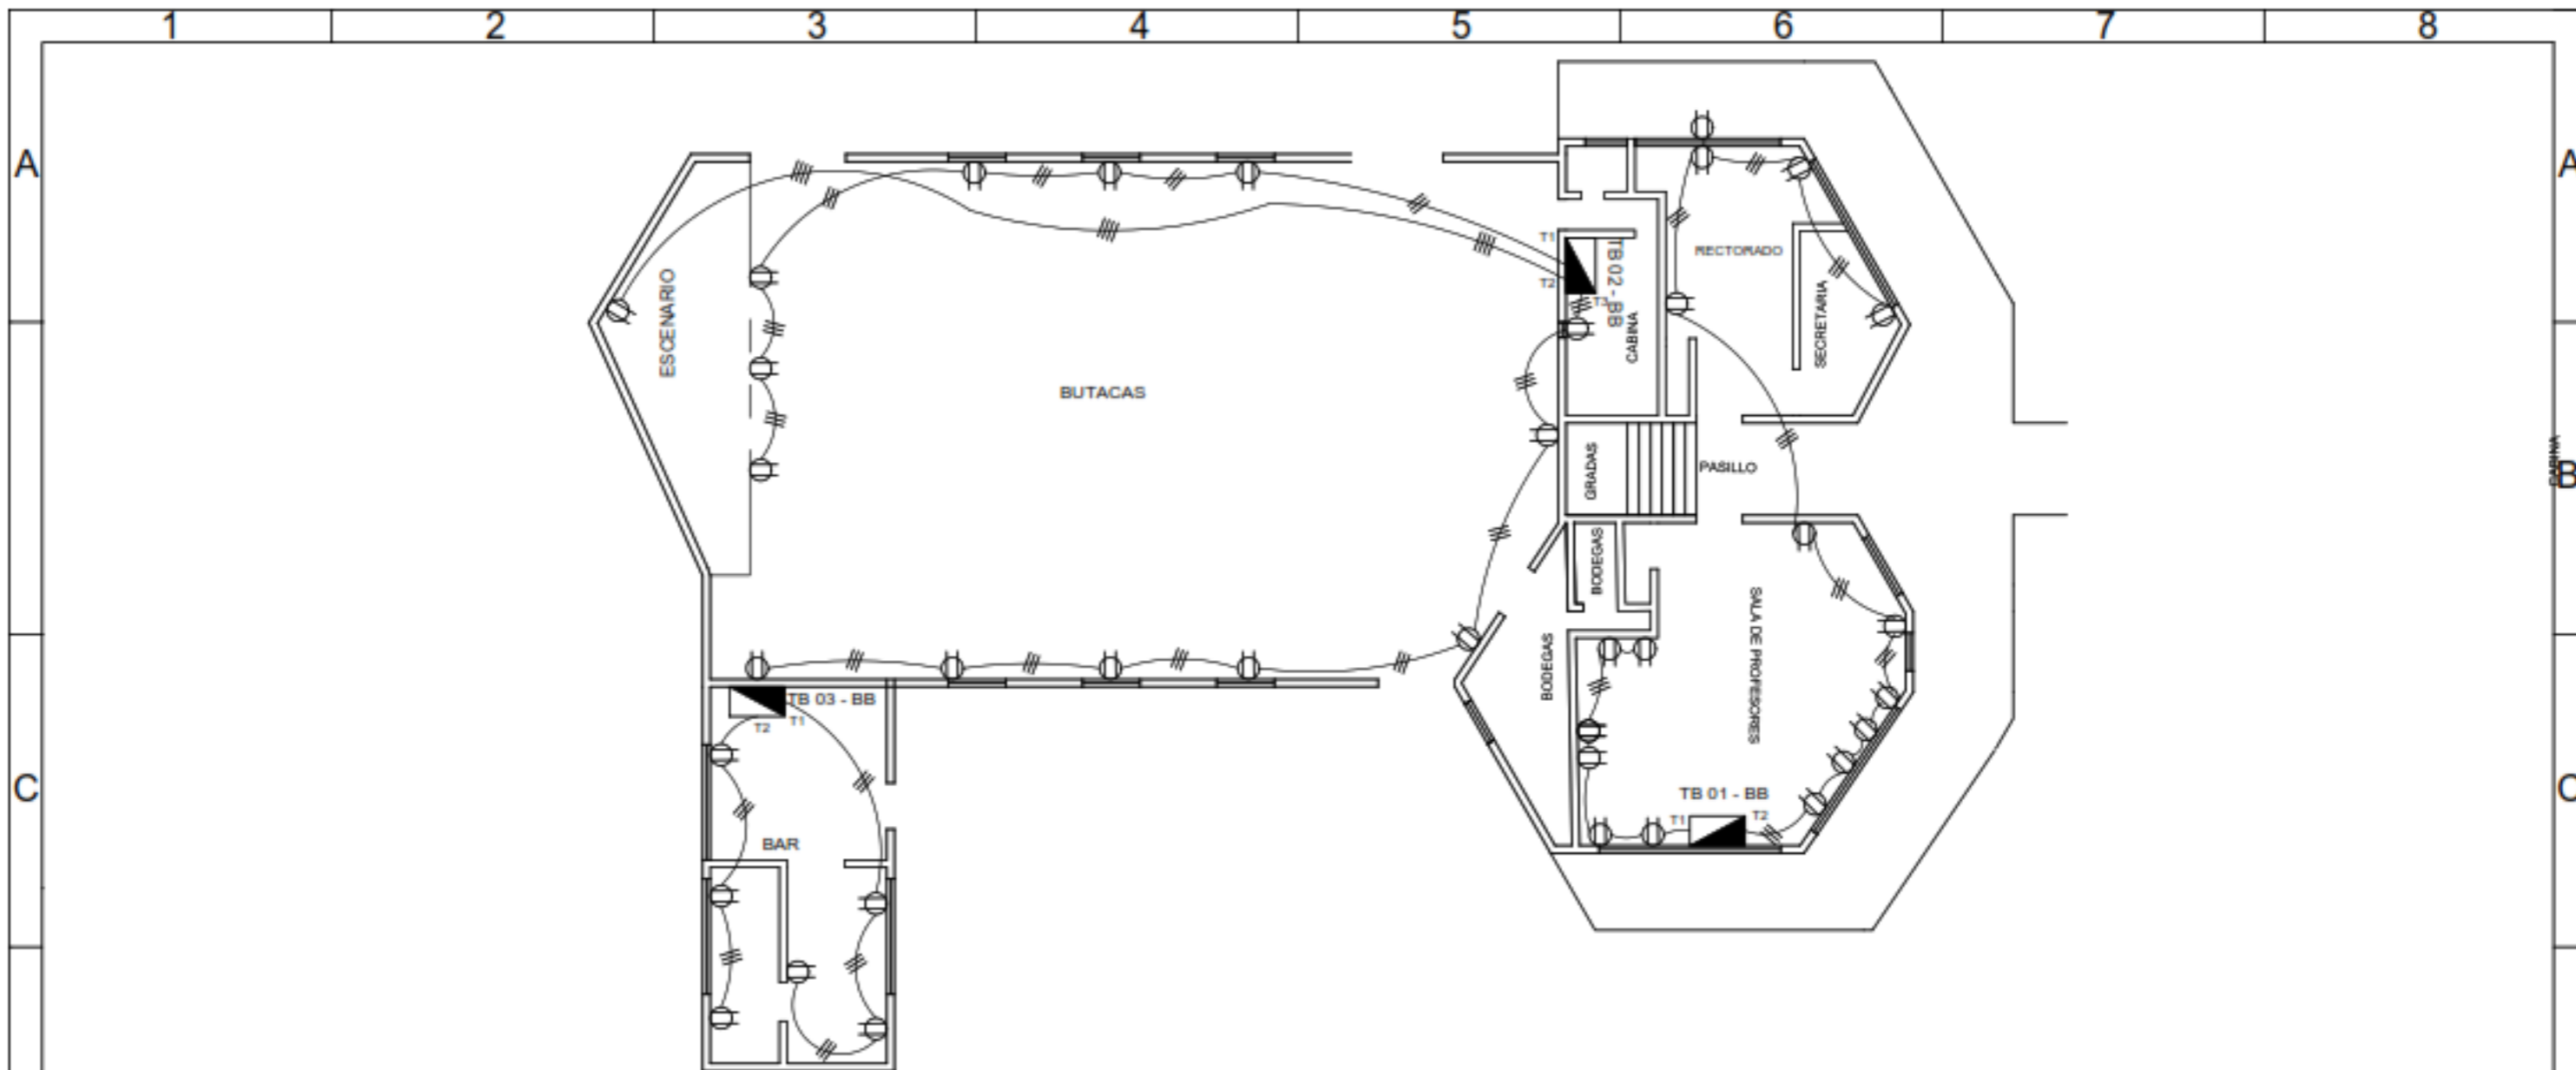 1 2 3 4 5 6 7 8
A A
T1
TB 02 - BB
RECTORADO
T2
T3
ESCENARIO
SECRETARIA
CABINA
BUTACAS
GRADAS
PASILLO
CABINA
B B
BODEGAS
SALA DE PROFESORES
BODEGAS
TB 03 - BB
T2 T1
C C
TB 01 - BB
T1 T2
BAR